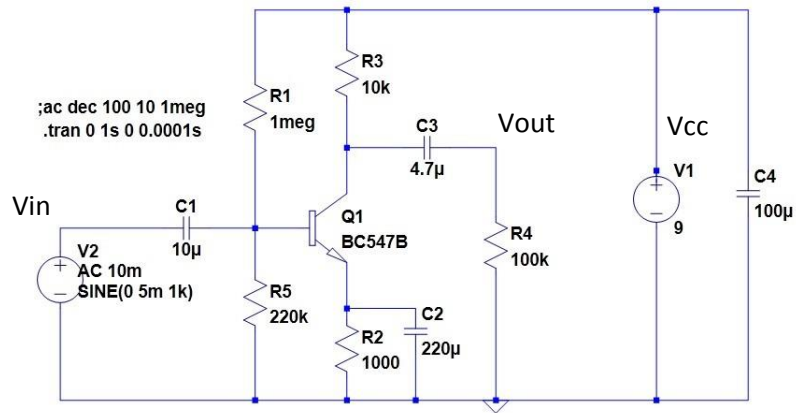 ;ac dec 100 10 1meg
.tran 0 1s 0 0.0001s
Vin
V2
AC 10m
SINE(0 5m 1k)
C1
10µ
R1
1meg
R5
220k
R3
10k
Q1
BC547B
R2
1000
C2
220µ
C3
4.7µ
Vout
R4
100k
Vcc
V1
9
C4
100µ